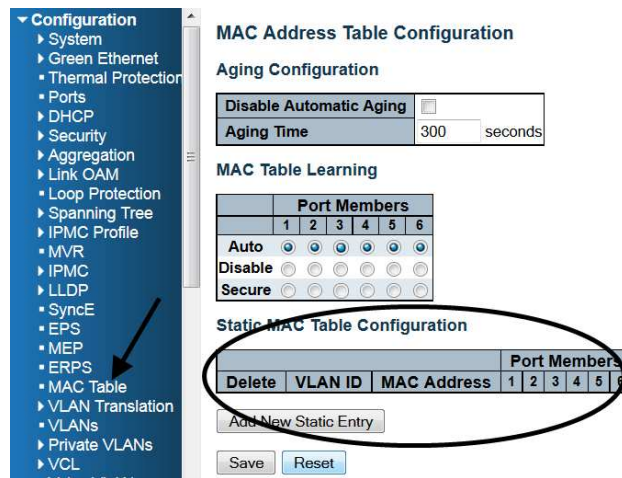 Configuration
System
Green Ethernet
Thermal Protection
Ports
DHCP
Security
Aggregation
Link OAM
Loop Protection
Spanning Tree
IPMC Profile
MVR
IPMC
LLDP
SyncE
EPS
MEP
ERPS
MAC Table
VLAN Translation
VLANs
Private VLANs
VCL
MAC Address Table Configuration
Aging Configuration
Disable Automatic Aging
Aging Time 300 seconds
MAC Table Learning
Port Members
1 2 3 4 5 6
Auto
Disable
Secure
Static MAC Table Configuration
Port Members
Delete VLAN ID MAC Address 1 2 3 4 5 6
Add New Static Entry
Save Reset